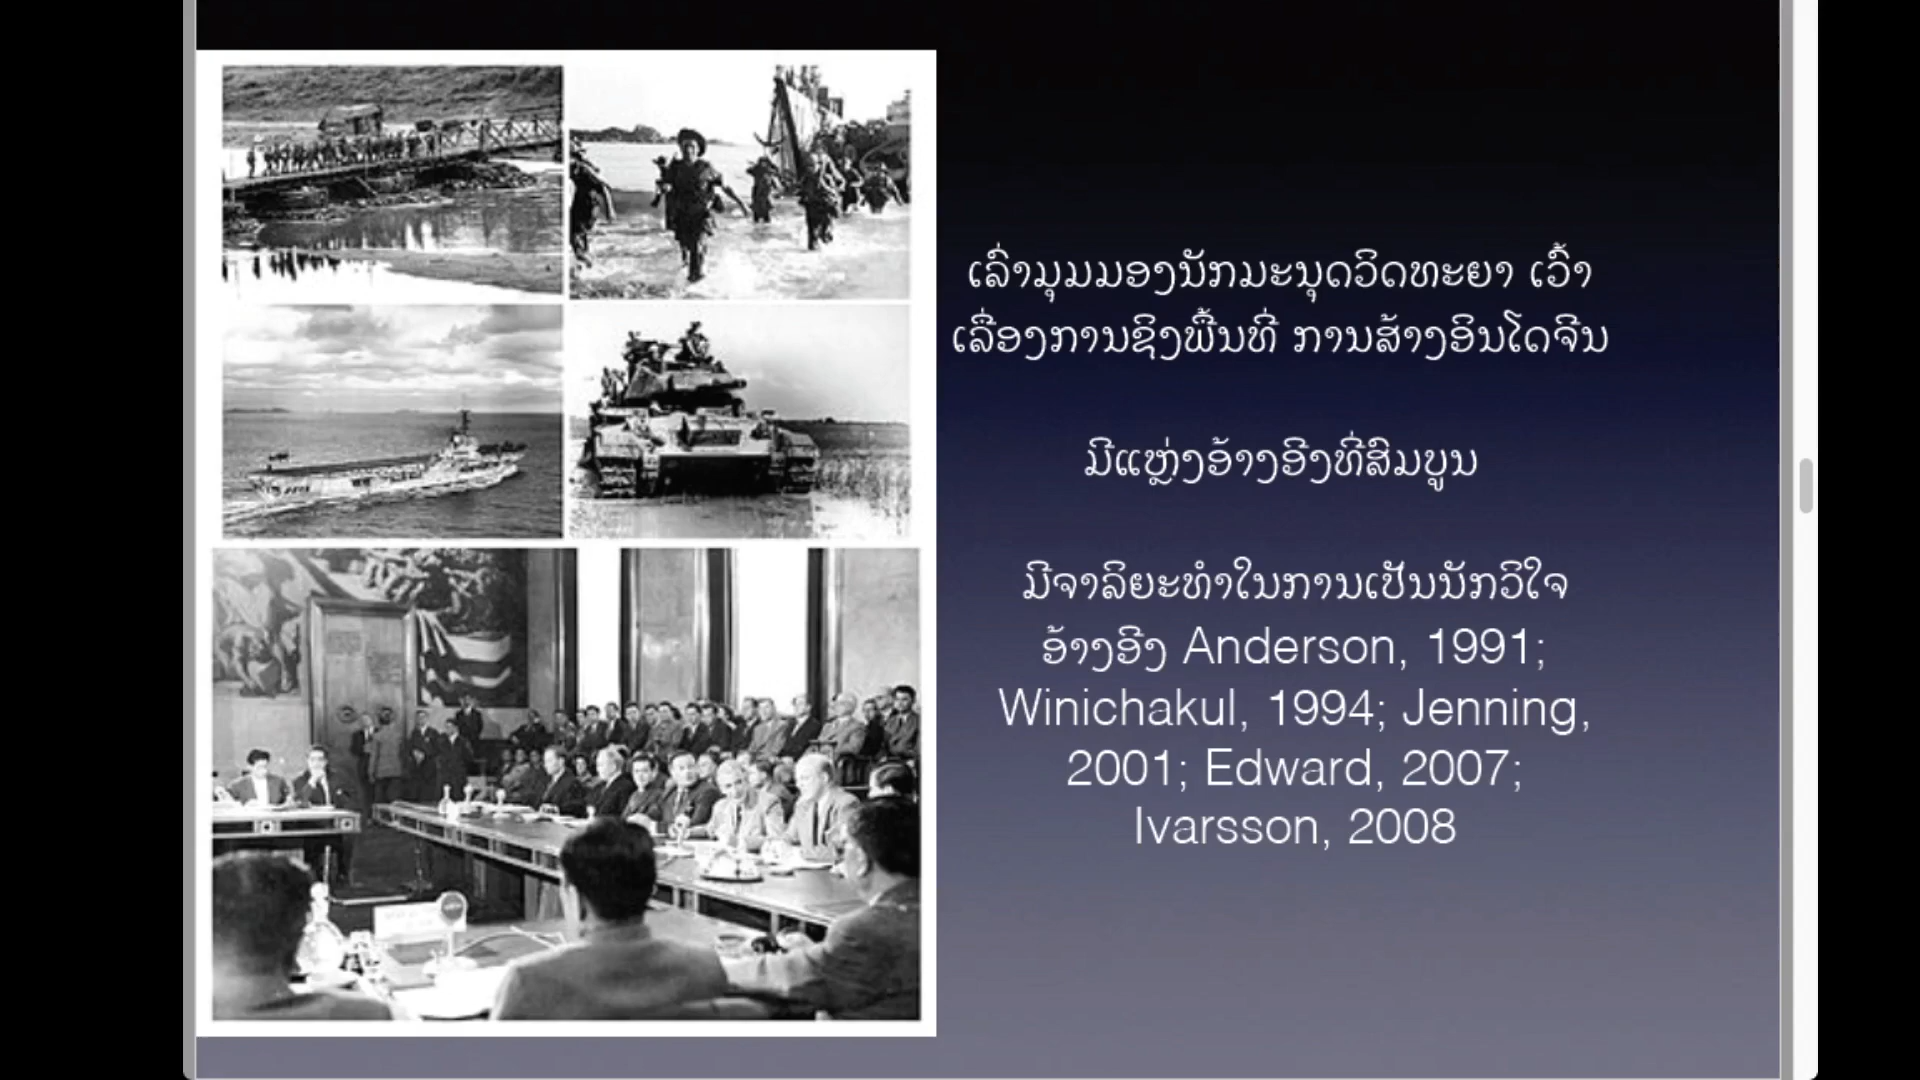 ເລົ່າມຸມມອງນັກມະນຸດວິດທະຍາ ເວົ້າ
ເລື່ອງການຊິງພື້ນທີ່ ການສ້າງອິນໂດຈີນ
ມີແຫຼ່ງອ້າງອີງທີ່ສົມບູນ
ມີຈາລິຍະທຳໃນການເປັນນັກວິໃຈ
ອ້າງອີງ Anderson, 1991;
Winichakul, 1994; Jenning,
2001; Edward, 2007;
Ivarsson, 2008